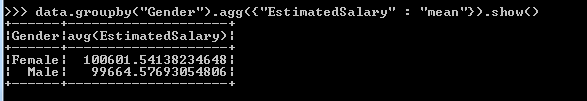 >>> data.groupby("Gender").agg({"EstimatedSalary" : "mean"}).show()
+------+--------------------+
|Gender|avg(EstimatedSalary)|
+------+--------------------+
|Female|  100601.54138234648|
|  Male|   99664.57693054806|
+------+--------------------+